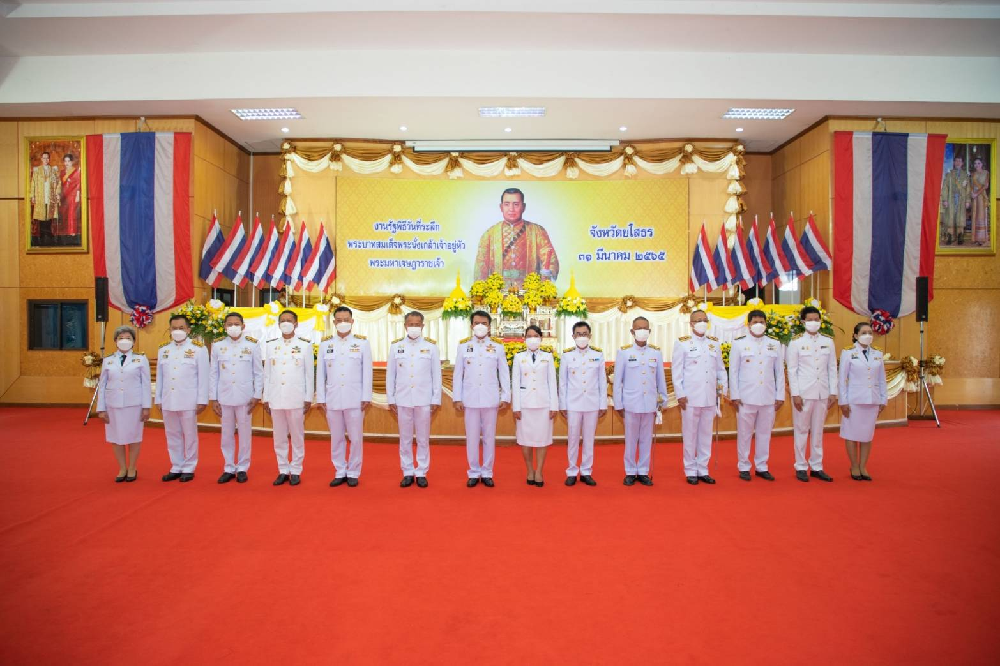 งานรัฐพิธีวันที่ระลึก
พระบาทสมเด็จพระนั่งเกล้าเจ้าอยู่หัว
พระมหาเจษฎาราชเจ้า
จังหวัดยโสธร
๓๑ มีนาคม ๒๕๖๕